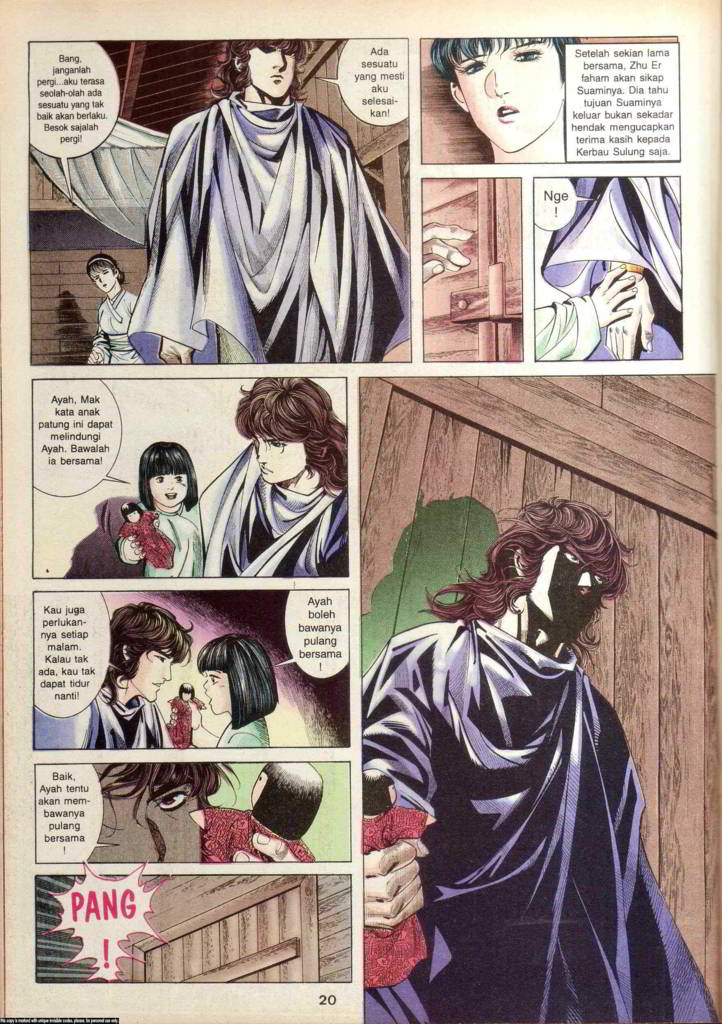 Bang,
janganlah
pergi...aku terasa
seolah-olah ada
sesuatu yang tak
baik akan berlaku.
Besok sajalah
pergi!
Ada
sesuatu
yang mesti
aku
selesai-
kan!
Setelah sekian lama
bersama, Zhu Er
faham akan sikap
Suaminya. Dia tahu
tujuan Suaminya
keluar bukan sekadar
hendak mengucapkan
terima kasih kepada
Kerbau Sulung saja.
Nge
!
Ayah, Mak
kata anak
patung ini dapat
melindungi
Ayah. Bawalah
ia bersama!
Kau juga
perlukan-
nya setiap
malam.
Kalau tak
ada, kau tak
dapat tidur
nanti!
Ayah
boleh
bawanya
pulang
bersama
!
Baik,
Ayah tentu
akan mem-
bawanya
pulang
bersama
!
PANG
!
20